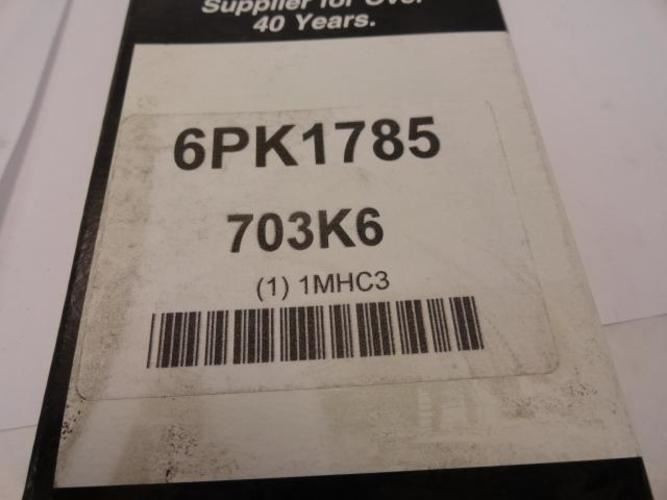 Supplier for Over
40 Years.
6PK1785
703K6
(1) 1MHC3